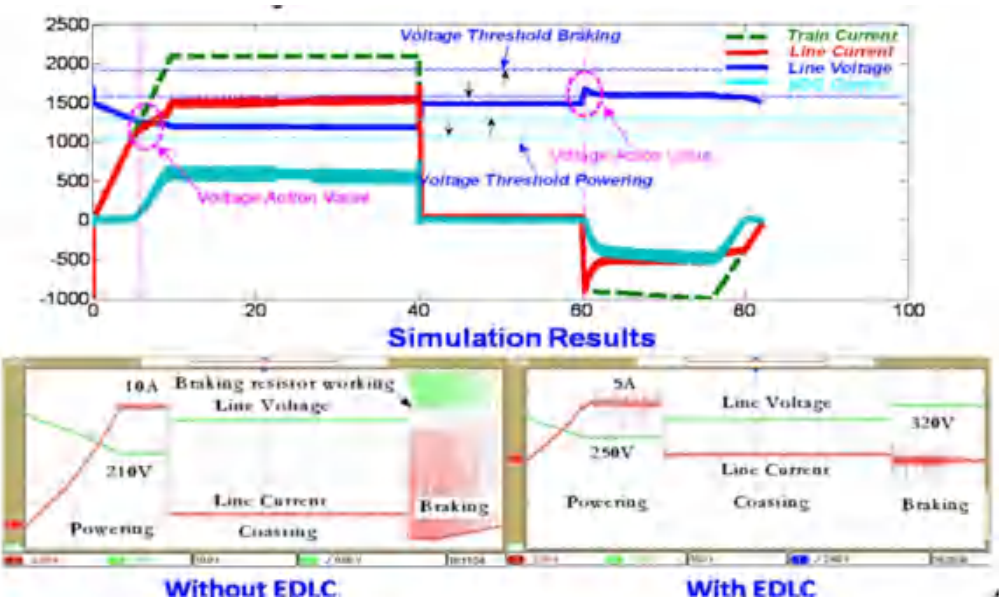 2500
2000
1500
1000
500
0
-500
-1000
0 20 40 60 80 100
Voltage Threshold Braking
Train Current
Line Current
Line Voltage
Voltage Action Value
Voltage Threshold Powering
Voltage Action Value
Simulation Results
10A
Braking resistor working
Line Voltage
210V
Line Current
Braking
Powering
Coassing
5A
Line Voltage
320V
250V
Line Current
Powering
Coassing
Braking
Without EDLC
With EDLC